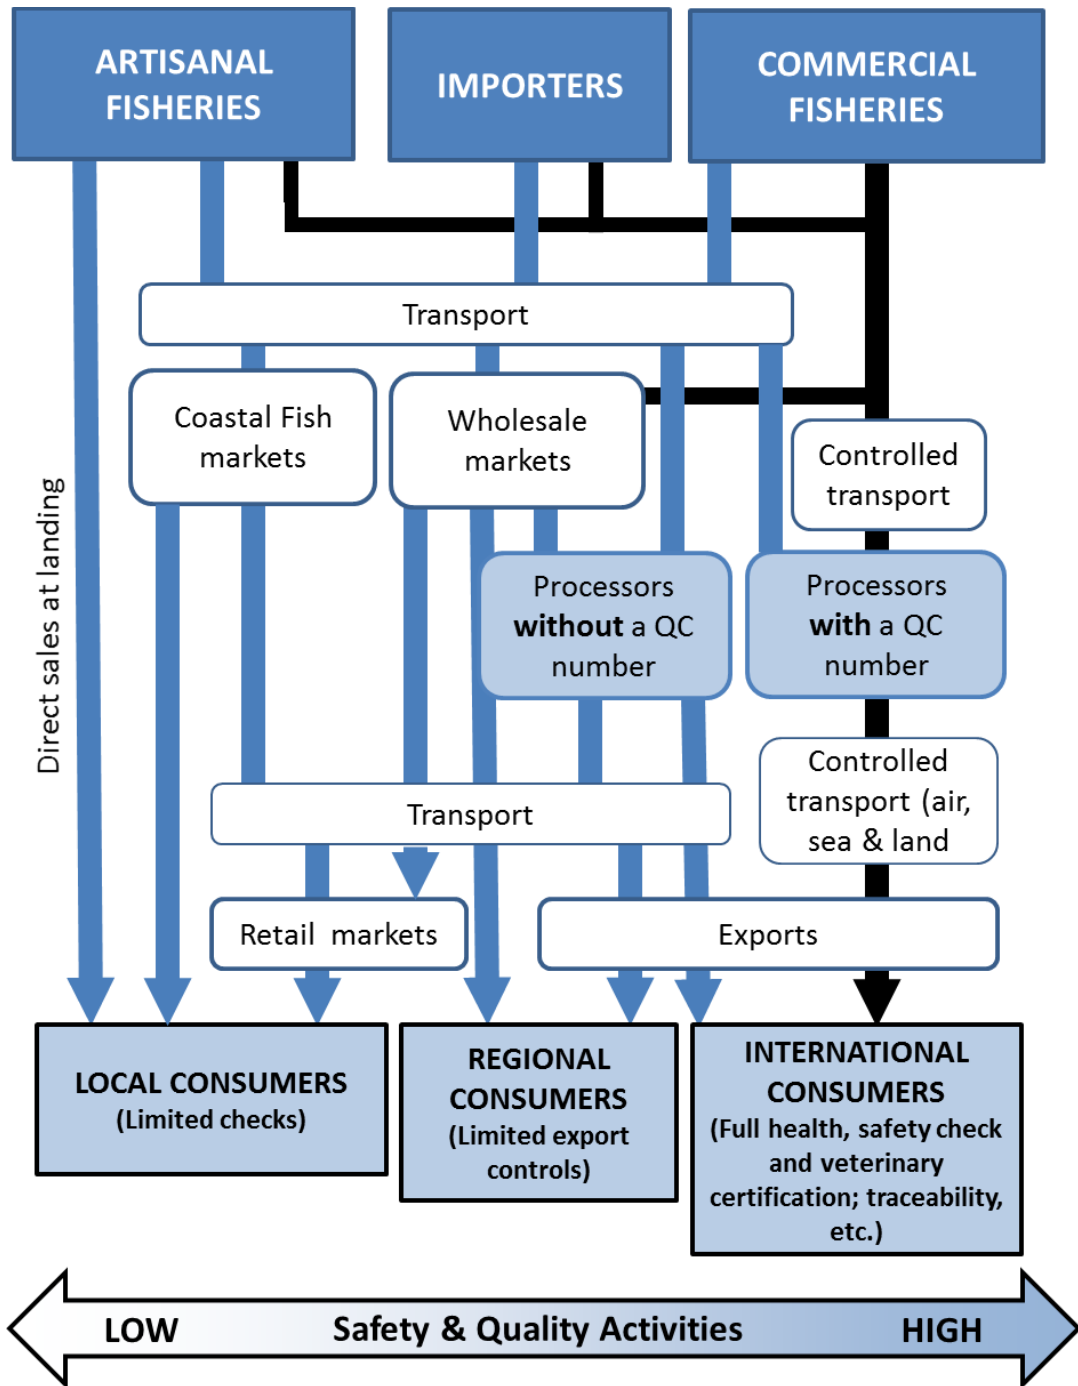 ARTISANAL
FISHERIES
IMPORTERS
COMMERCIAL
FISHERIES
Transport
Coastal Fish
markets
Wholesale
markets
Controlled
transport
Direct sales at landing
Processors
without a QC
number
Processors
with a QC
number
Controlled
transport (air,
sea & land
Transport
Retail markets
Exports
LOCAL CONSUMERS
(Limited checks)
REGIONAL
CONSUMERS
(Limited export
controls)
INTERNATIONAL
CONSUMERS
(Full health, safety check
and veterinary
certification; traceability,
etc.)
LOW
Safety & Quality Activities
HIGH